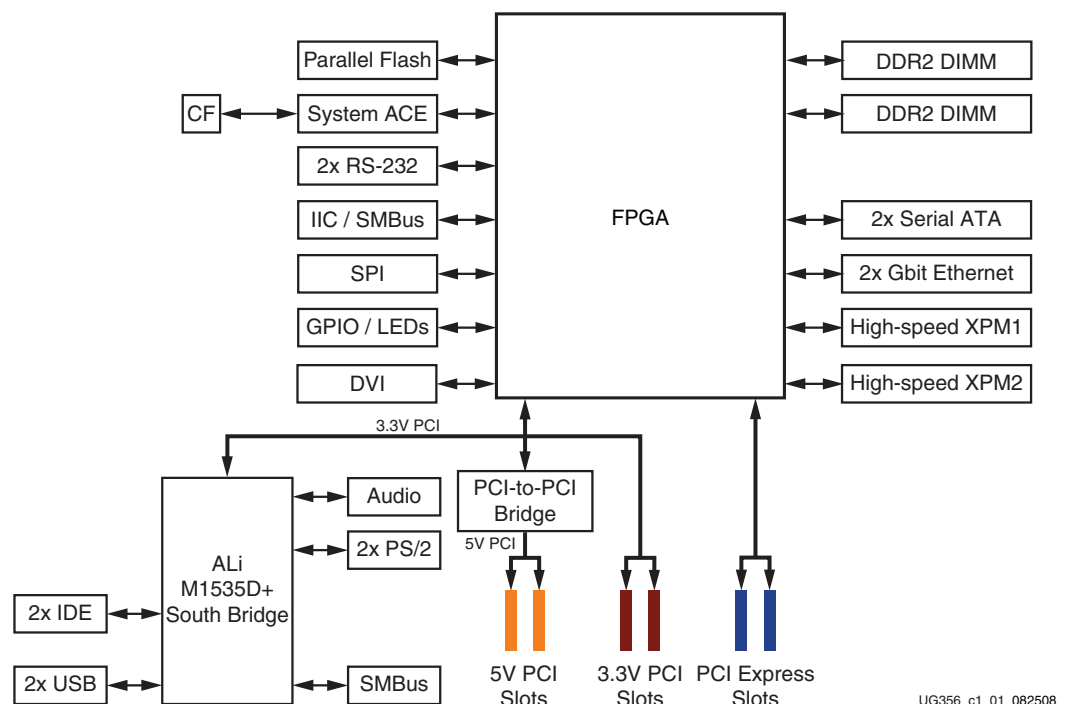 Parallel Flash
DDR2 DIMM
CF
System ACE
DDR2 DIMM
2x RS-232
IIC / SMBus
FPGA
2x Serial ATA
SPI
2x Gbit Ethernet
GPIO / LEDs
High-speed XPM1
DVI
High-speed XPM2
3.3V PCI
Audio
PCI-to-PCI
Bridge
5V PCI
2x PS/2
ALi
M1535D+
South Bridge
2x IDE
2x USB
SMBus
5V PCI
Slots
3.3V PCI
Slots
PCI Express
Slots
UG356_c1_01_082508